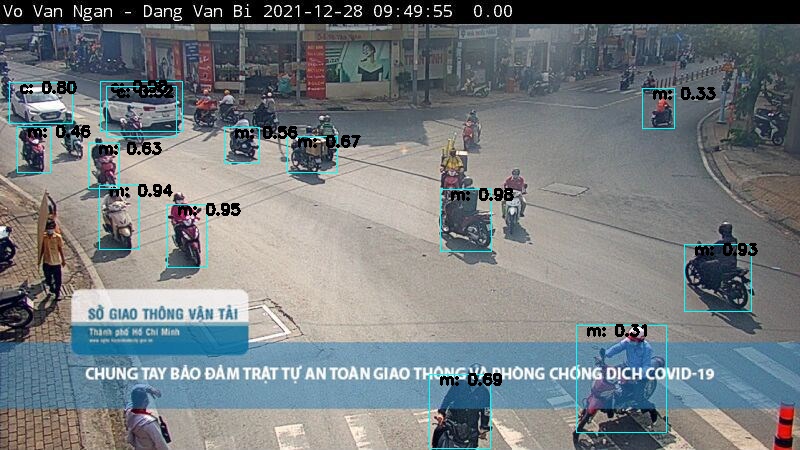 Vo Van Ngan - Dang Van Bi 2021-12-28 09:49:55 0.00
c: 0.80
m: 0.33
m: 0.46
m: 0.56
m: 0.67
m: 0.63
m: 0.94
m: 0.95
m: 0.98
m: 0.93
SỞ GIAO THÔNG VẬN TẢI
Thành phố Hồ Chí Minh
m: 0.31
CHUNG TAY BẢO ĐẢM TRẬT TỰ AN TOÀN GIAO THÔNG VÀ PHÒNG CHỐNG DỊCH COVID-19
m: 0.69